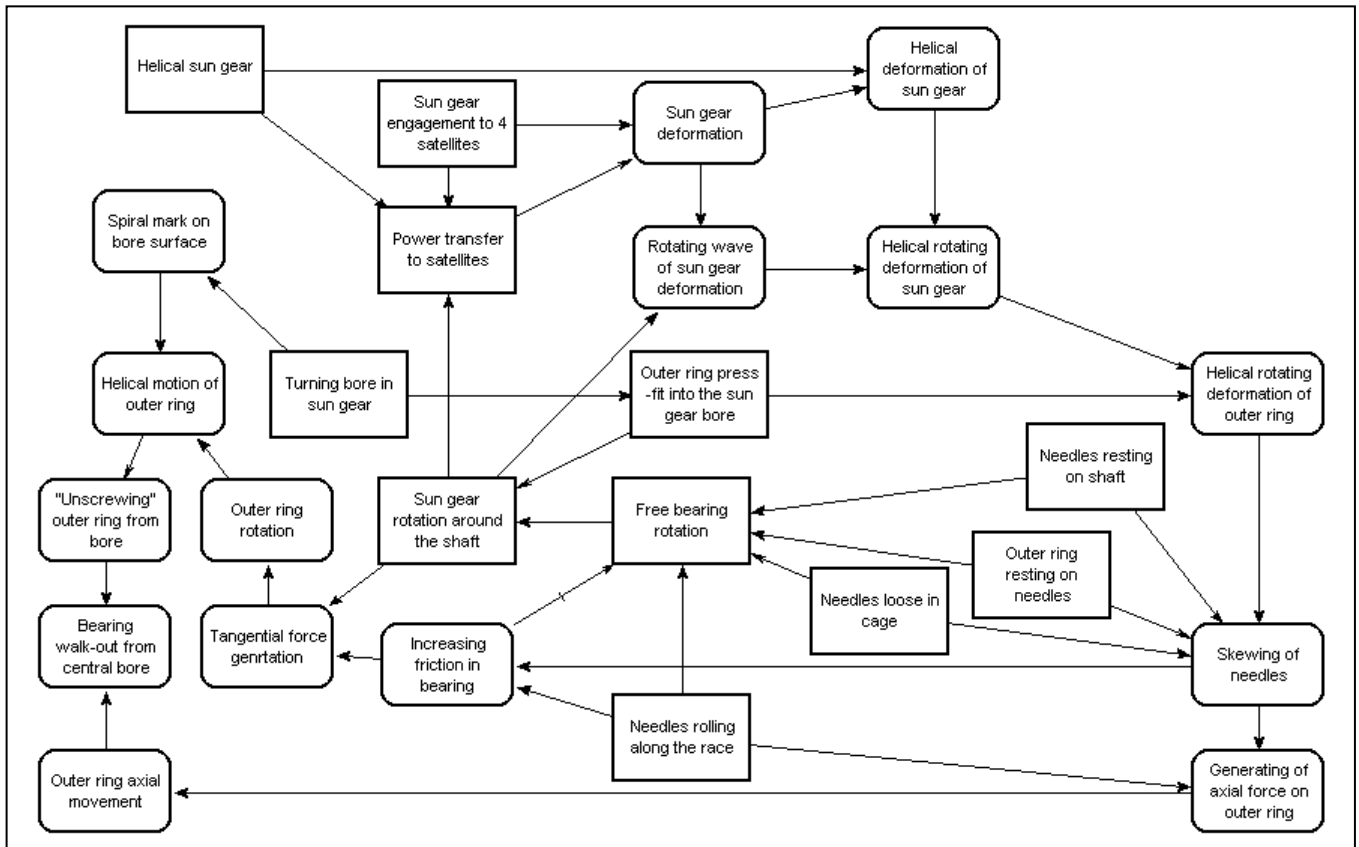 Helical sun gear
Helical
deformation of
sun gear
Sun gear
engagement to 4
satellites
Sun gear
deformation
Spiral mark on
bore surface
Power transfer
to satellites
Rotating wave
of sun gear
deformation
Helical rotating
deformation of
sun gear
Helical motion of
outer ring
Turning bore in
sun gear
Outer ring press
-fit into the sun
gear bore
Helical rotating
deformation of
outer ring
"Unscrewing"
outer ring from
bore
Outer ring
rotation
Sun gear
rotation around
the shaft
Free bearing
rotation
Needles resting
on shaft
Outer ring
resting on
needles
Needles loose in
cage
Bearing
walk-out from
central bore
Tangential force
genrtation
Increasing
friction in
bearing
Skewing of
needles
Needles rolling
along the race
Outer ring axial
movement
Generating of
axial force on
outer ring